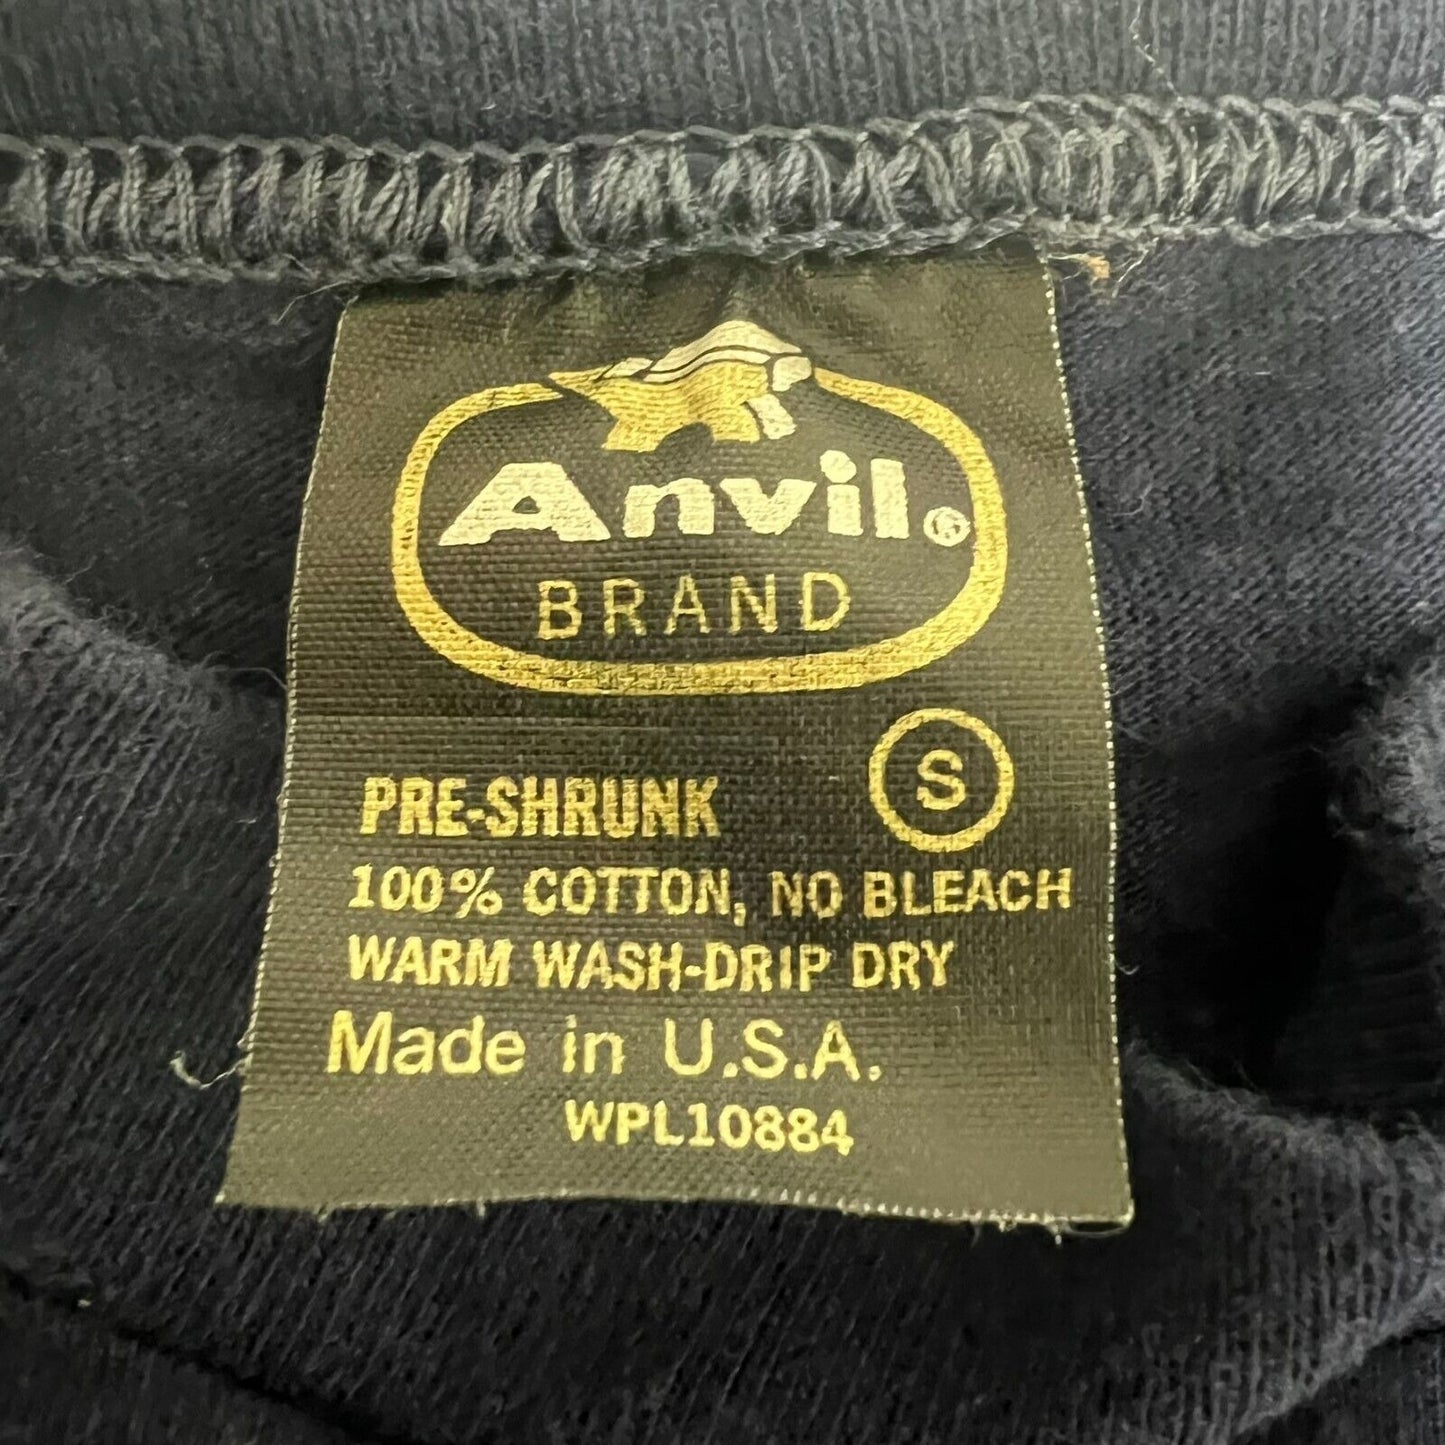 Anvil®
BRAND
S
PRE-SHRUNK
100% COTTON, NO BLEACH
WARM WASH-DRIP DRY
Made in U.S.A.
WPL10884